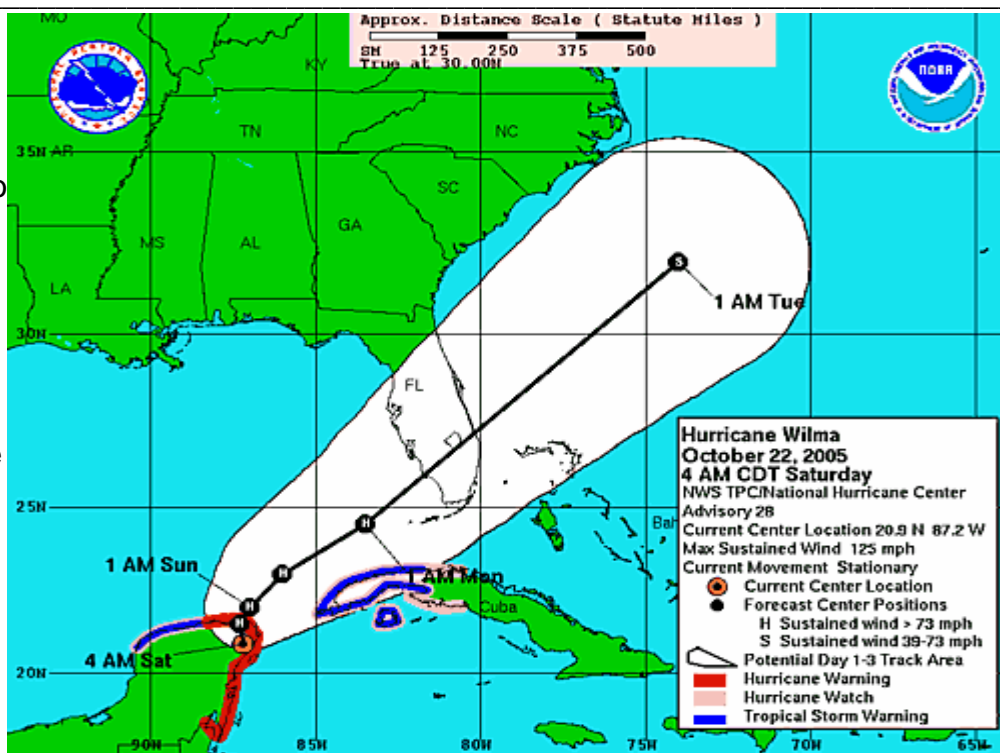 Approx. Distance Scale ( Statute Miles )
SM 125 250 375 500
True at 30.00N
NATIONAL WEATHER SERVICE
NOAA
MO
KY
TN
NC
AR
35N
SC
MS
AL
GA
LA
S
1 AM Tue
30N
FL
H
25N
Bah
1 AM Sun
H
1 AM Mon
H
Cuba
H
4 AM Sat
20N
90W
85W
80W
75W
70W
65W
Hurricane Wilma
October 22, 2005
4 AM CDT Saturday
NWS TPC/National Hurricane Center
Advisory 28
Current Center Location 20.9 N 87.2 W
Max Sustained Wind 125 mph
Current Movement Stationary
Current Center Location
Forecast Center Positions
H Sustained wind > 73 mph
S Sustained wind 39-73 mph
Potential Day 1-3 Track Area
Hurricane Warning
Hurricane Watch
Tropical Storm Warning